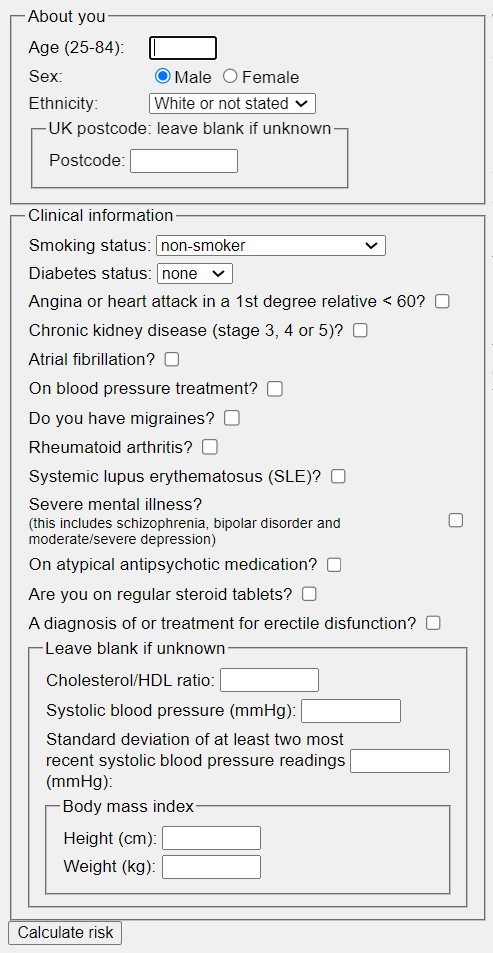 About you
Age (25-84):
Sex: Male Female
Ethnicity: White or not stated
UK postcode: leave blank if unknown
Postcode:
Clinical information
Smoking status: non-smoker
Diabetes status: none
Angina or heart attack in a 1st degree relative < 60?
Chronic kidney disease (stage 3, 4 or 5)?
Atrial fibrillation?
On blood pressure treatment?
Do you have migraines?
Rheumatoid arthritis?
Systemic lupus erythematosus (SLE)?
Severe mental illness?
(this includes schizophrenia, bipolar disorder and
moderate/severe depression)
On atypical antipsychotic medication?
Are you on regular steroid tablets?
A diagnosis of or treatment for erectile disfunction?
Leave blank if unknown
Cholesterol/HDL ratio:
Systolic blood pressure (mmHg):
Standard deviation of at least two most
recent systolic blood pressure readings
(mmHg):
Body mass index
Height (cm):
Weight (kg):
Calculate risk